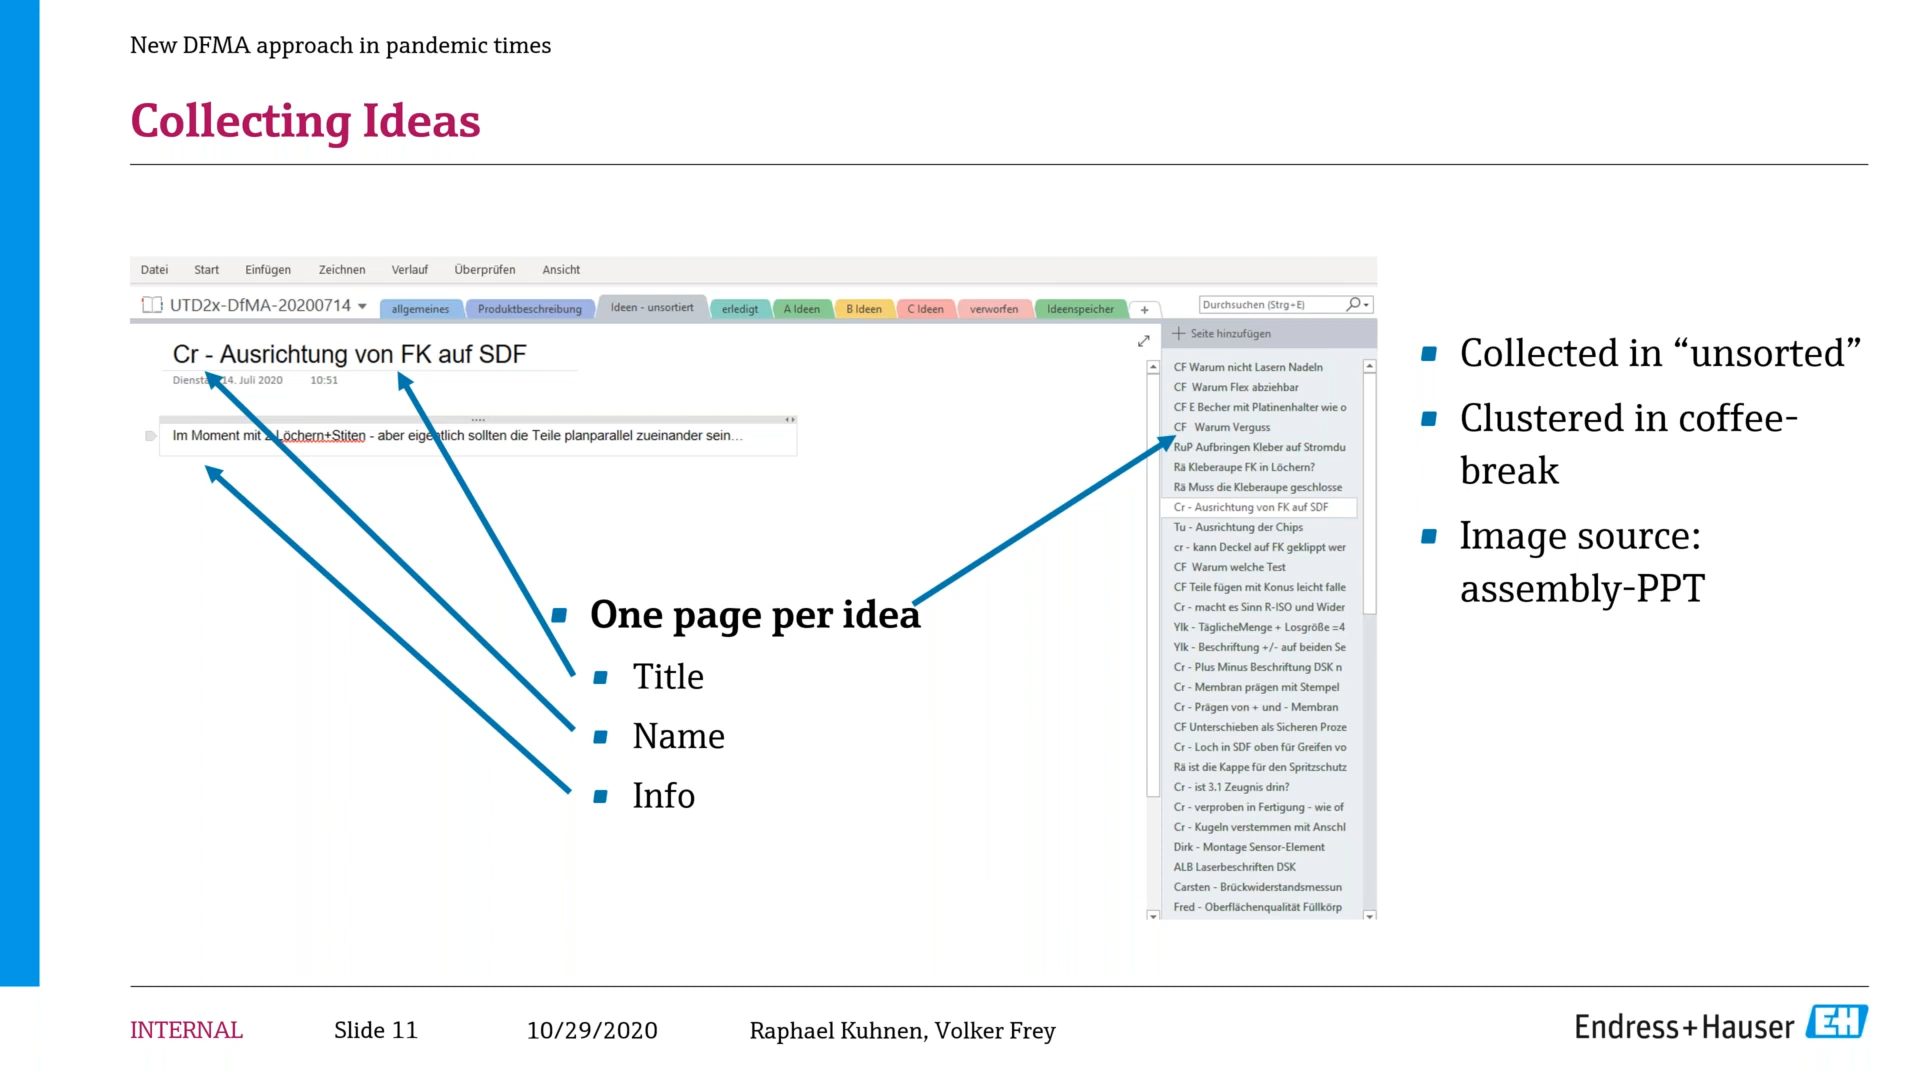 New DFMA approach in pandemic times
Collecting Ideas
Datei Start Einfügen Zeichnen Verlauf Überprüfen Ansicht
UTD2x-DfMA-20200714 allgemeines Produktbeschreibung Ideen - unsortiert erledigt A Ideen B Ideen C Ideen verworfen Ideenspeicher + Durchsuchen (Strg+E)
Seite hinzufügen
Cr - Ausrichtung von FK auf SDF
14. Juli 2020 10:51
Im Moment mit Löchern+Stiten - aber eigentlich sollten die Teile planparallel zueinander sein...
CF Warum nicht Lasern Nadeln
CF Warum Flex abziehbar
CF E Becher mit Platinenhalter wie o
CF Warum Verguss
RuP Aufbringen Kleber auf Stromdu
Rä Kleberaupe FK in Löchern?
Rä Muss die Kleberaupe geschlosse
Cr - Ausrichtung von FK auf SDF
Tu - Ausrichtung der Chips
cr - kann Deckel auf FK geklippt wer
CF Warum welche Test
CF Teile fügen mit Konus leicht falle
Cr - macht es Sinn R-ISO und Wider
Ylk - TäglicheMenge + Losgröße =4
Ylk - Beschriftung +/- auf beiden Se
Cr - Plus Minus Beschriftung DSK n
Cr - Membran prägen mit Stempel
Cr - Prägen von + und - Membran
CF Unterschieben als Sicheren Proze
Cr - Loch in SDF oben für Greifen vo
Rä ist die Kappe für den Spritzschutz
Cr - ist 3.1 Zeugnis drin?
Cr - verproben in Fertigung - wie of
Cr - Kugeln verstemmen mit Anschl
Dirk - Montage Sensor-Element
ALB Laserbeschriften DSK
Carsten - Brückwiderstandsmessun
Fred - Oberflächenqualität Füllkörp
One page per idea
Title
Name
Info
Collected in “unsorted”
Clustered in coffee-
break
Image source:
assembly-PPT
INTERNAL Slide 11 10/29/2020 Raphael Kuhnen, Volker Frey Endress+Hauser EH